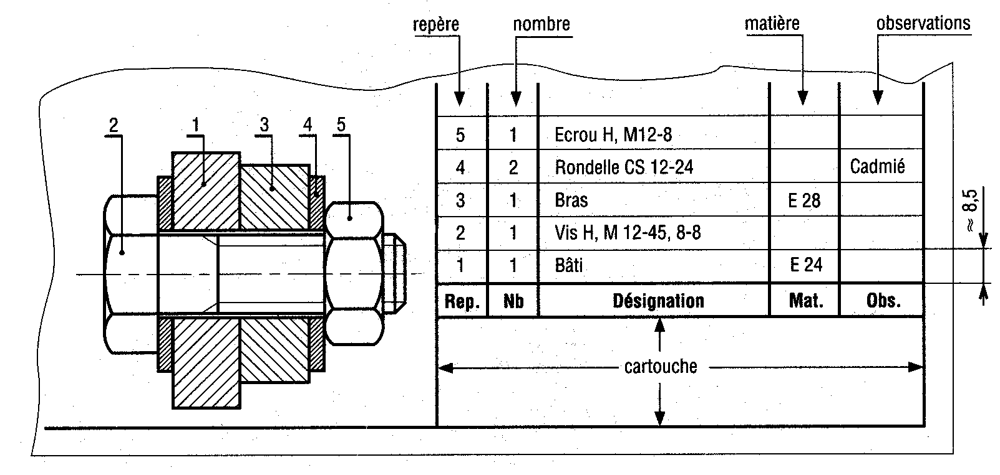 repère nombre matière observations
2 1 3 4 5
5 1 Ecrou H, M12-8
4 2 Rondelle CS 12-24 Cadmié
3 1 Bras E 28
2 1 Vis H, M 12-45, 8-8
1 1 Bâti E 24
≈ 8,5
Rep. Nb Désignation Mat. Obs.
cartouche